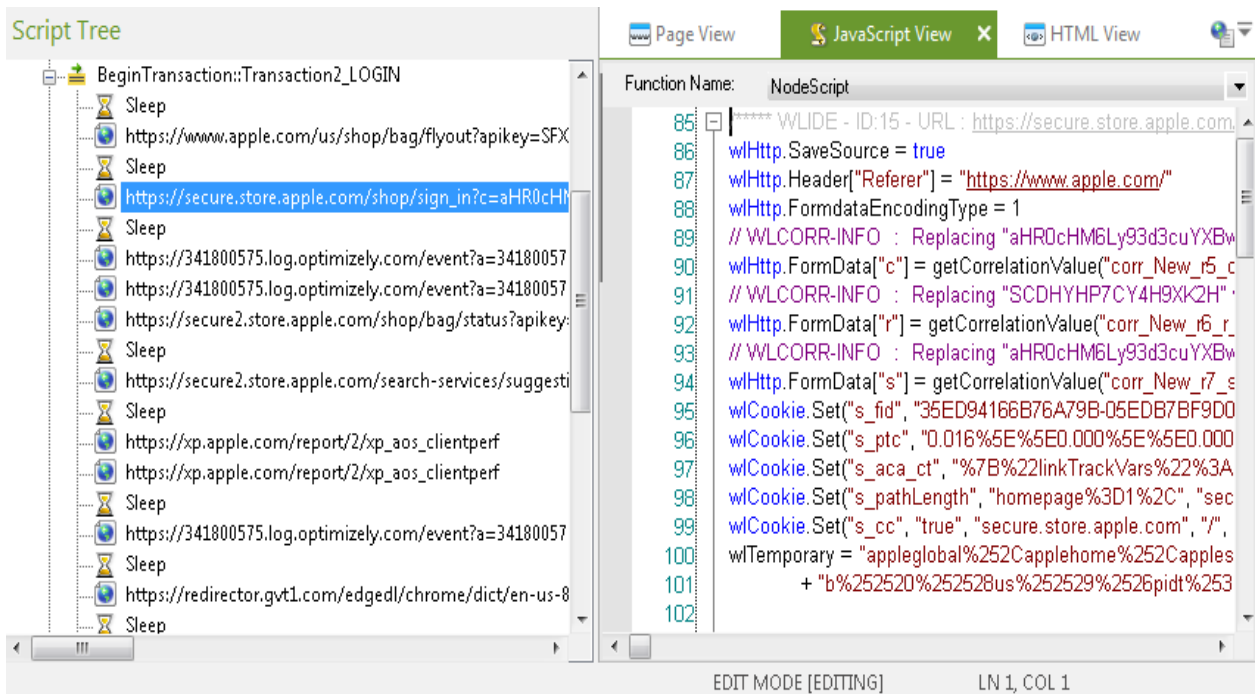 Script Tree
BeginTransaction::Transaction2_LOGIN
Sleep
https://www.apple.com/us/shop/bag/flyout?apikey=SFX
Sleep
https://secure.store.apple.com/shop/sign_in?c=aHR0cHM
Sleep
https://341800575.log.optimizely.com/event?a=34180057
https://341800575.log.optimizely.com/event?a=34180057
https://secure2.store.apple.com/shop/bag/status?apikey
Sleep
https://secure2.store.apple.com/search-services/suggesti
Sleep
https://xp.apple.com/report/2/xp_aos_clientperf
https://xp.apple.com/report/2/xp_aos_clientperf
Sleep
https://341800575.log.optimizely.com/event?a=34180057
Sleep
https://redirector.gvt1.com/edgedl/chrome/dict/en-us-8
Sleep
Page View JavaScript View HTML View
Function Name: NodeScript
85 /****** WLIDE - ID:15 - URL : https://secure.store.apple.com
86 wlHttp.SaveSource = true
87 wlHttp.Header["Referer"] = "https://www.apple.com/"
88 wlHttp.FormdataEncodingType = 1
89 // WLCORR-INFO : Replacing "aHR0cHM6Ly93d3cuYXBw
90 wlHttp.FormData["c"] = getCorrelationValue("corr_New_r5_c
91 // WLCORR-INFO : Replacing "SCDHYHP7CY4H9XK2H"
92 wlHttp.FormData["r"] = getCorrelationValue("corr_New_r6_r_
93 // WLCORR-INFO : Replacing "aHR0cHM6Ly93d3cuYXBw
94 wlHttp.FormData["s"] = getCorrelationValue("corr_New_r7_s
95 wlCookie.Set("s_fid", "35ED94166B76A79B-05EDB7BF9D0
96 wlCookie.Set("s_ptc", "0.016%5E%5E0.000%5E%5E0.000
97 wlCookie.Set("s_aca_ct", "%7B%22linkTrackVars%22%3A
98 wlCookie.Set("s_pathLength", "homepage%3D1%2C", "sec
99 wlCookie.Set("s_cc", "true", "secure.store.apple.com", "/",
100 wlTemporary = "appleglobal%252Capplehome%252Capples
101 + "b%252520%252528us%252529%2526pidt%253
102
EDIT MODE [EDITING] LN 1, COL 1